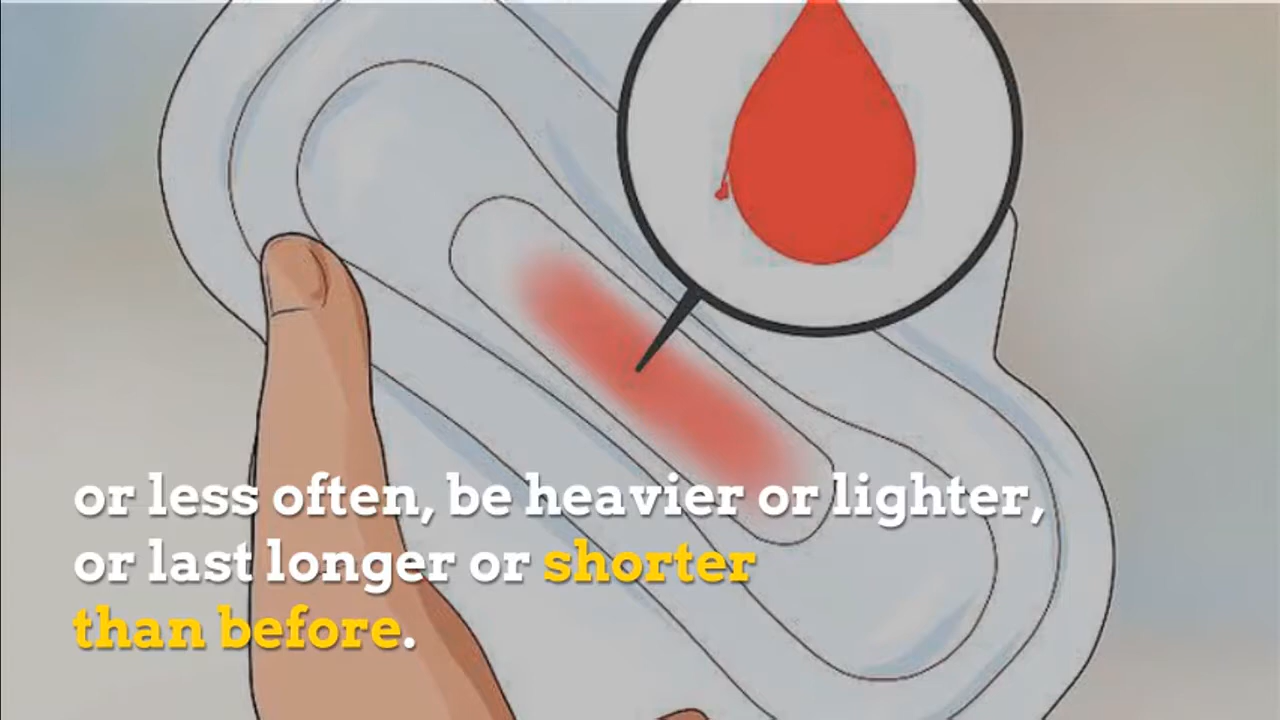 or less often, be heavier or lighter,
or last longer or shorter
than before.